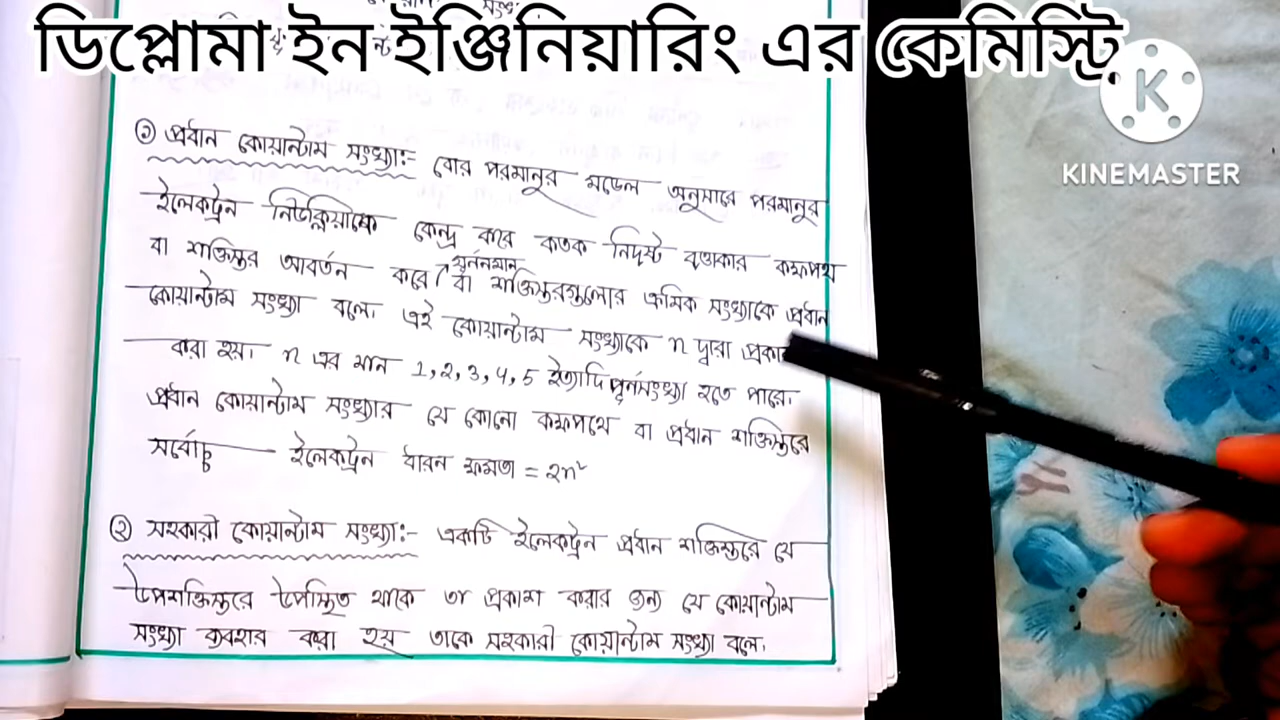 ডিপ্লোমা ইন ইঞ্জিনিয়ারিং এর কেমিস্ট্রি
K
KINEMASTER
① প্রধান কোয়ান্টাম সংখ্যা:- বোর পরমানুর মডেল অনুসারে পরমানুর
ইলেকট্রন নিউক্লিয়াকে কেন্দ্র করে কতক নির্দৃষ্ট বৃত্তাকার কক্ষপথ
বা শক্তিস্তর আবর্তন করে ঘুর্ননমান বা শক্তিস্তরগুলোর ক্রমিক সংখ্যাকে প্রধান
কোয়ান্টাম সংখ্যা বলে। এই কোয়ান্টাম সংখ্যাকে n দ্বারা প্রকা
করা হয়। n এর মান 1, 2, 3, 4, 5 ইত্যাদি পূর্নসংখ্যা হতে পারে।
প্রধান কোয়ান্টাম সংখ্যার যে কোনো কক্ষপথে বা প্রধান শক্তিস্তরে
সর্বোচ্চ ইলেকট্রন ধারন ক্ষমতা = 2n²
② সহকারী কোয়ান্টাম সংখ্যা:- একটি ইলেকট্রন প্রধান শক্তিস্তরে যে
উপশক্তিস্তরে উপস্থিত থাকে তা প্রকাশ করার জন্য যে কোয়ান্টাম
সংখ্যা ব্যবহার করা হয় তাকে সহকারী কোয়ান্টাম সংখ্যা বলে।